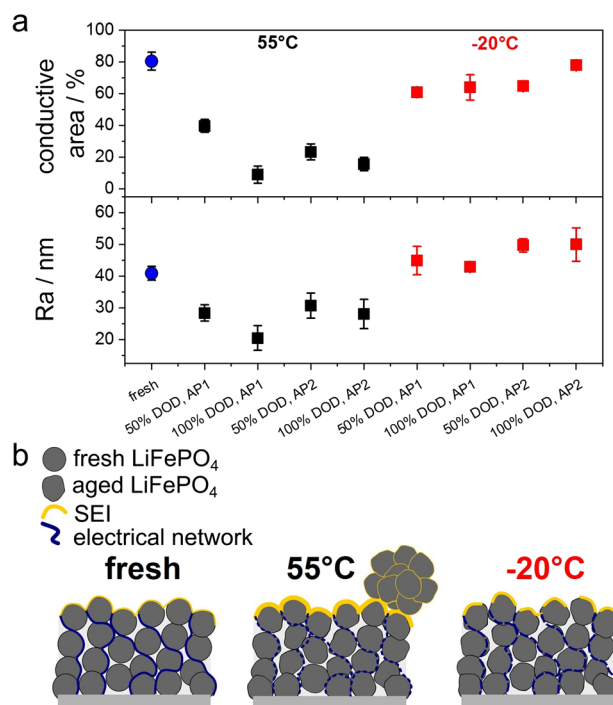 a
55°C
-20°C
conductive
area / %
100
80
60
40
20
0
Ra / nm
60
50
40
30
20
fresh
50% DOD, AP1
100% DOD, AP1
50% DOD, AP2
100% DOD, AP2
50% DOD, AP1
100% DOD, AP1
50% DOD, AP2
100% DOD, AP2
b
fresh LiFePO₄
aged LiFePO₄
SEI
electrical network
fresh
55°C
-20°C